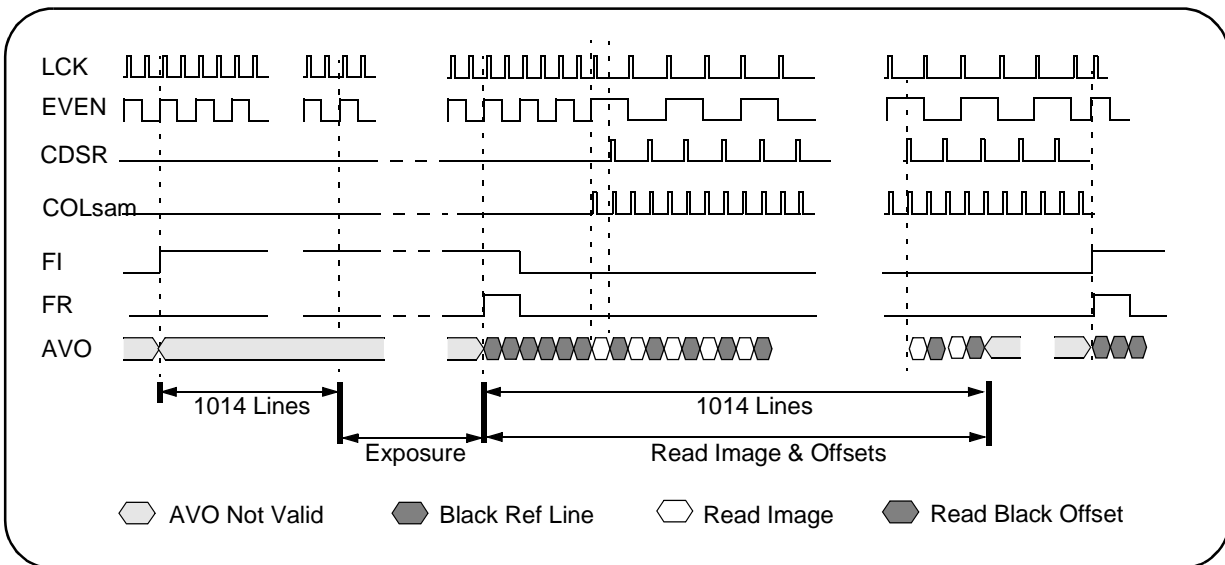 LCK
EVEN
CDSR
COLsam
FI
FR
AVO
1014 Lines
1014 Lines
Exposure
Read Image & Offsets
AVO Not Valid
Black Ref Line
Read Image
Read Black Offset